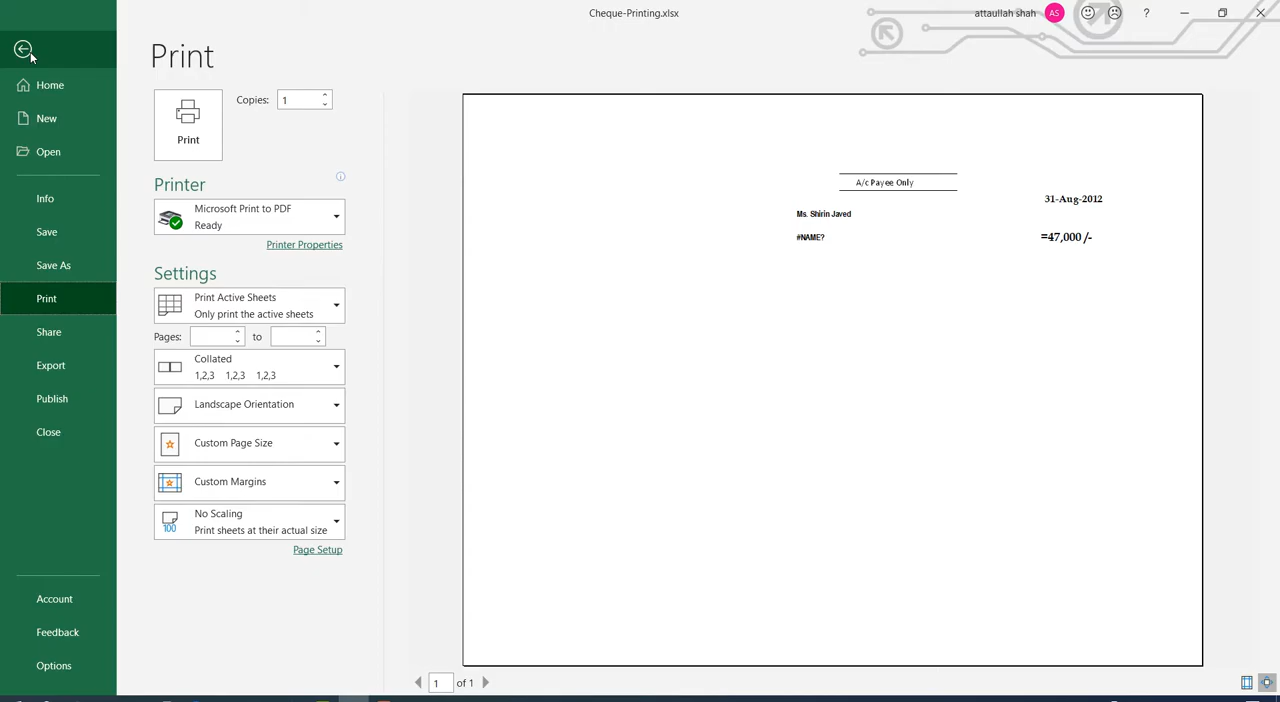 Cheque-Printing.xlsx
attaullah shah
AS
?
Print
Home
New
Open
Info
Save
Save As
Print
Share
Export
Publish
Close
Account
Feedback
Options
Copies: 1
Print
Printer
Microsoft Print to PDF
Ready
Printer Properties
Settings
Print Active Sheets
Only print the active sheets
Pages: to
Collated
1,2,3 1,2,3 1,2,3
Landscape Orientation
Custom Page Size
Custom Margins
No Scaling
100
Print sheets at their actual size
Page Setup
A/c Payee Only
31-Aug-2012
Ms. Shirin Javed
#NAME? =47,000 /-
1 of 1